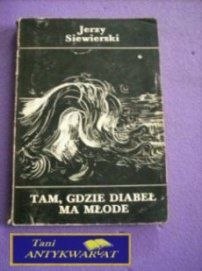 Jerzy
Siewierski
TAM, GDZIE DIABEŁ
MA MŁODE
Tani
ANTYKWARIAT